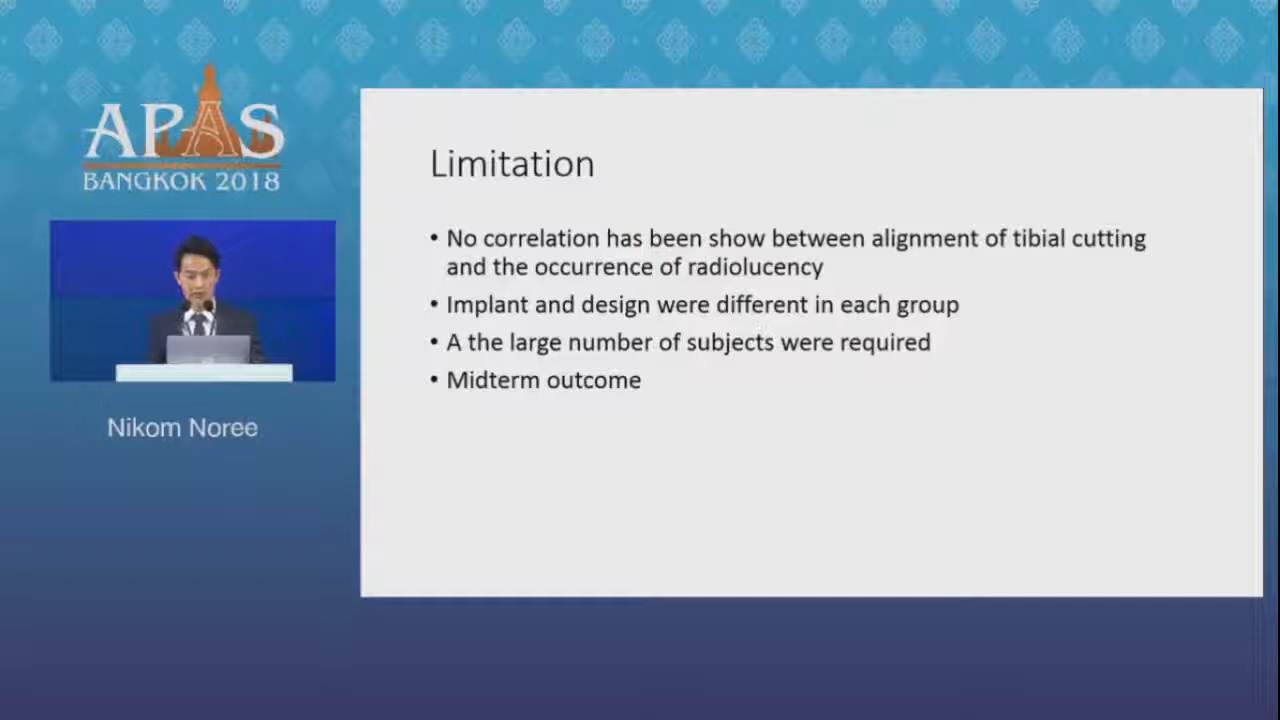 APAS
BANGKOK 2018
Nikom Noree
Limitation
• No correlation has been show between alignment of tibial cutting
and the occurrence of radiolucency
• Implant and design were different in each group
• A the large number of subjects were required
• Midterm outcome